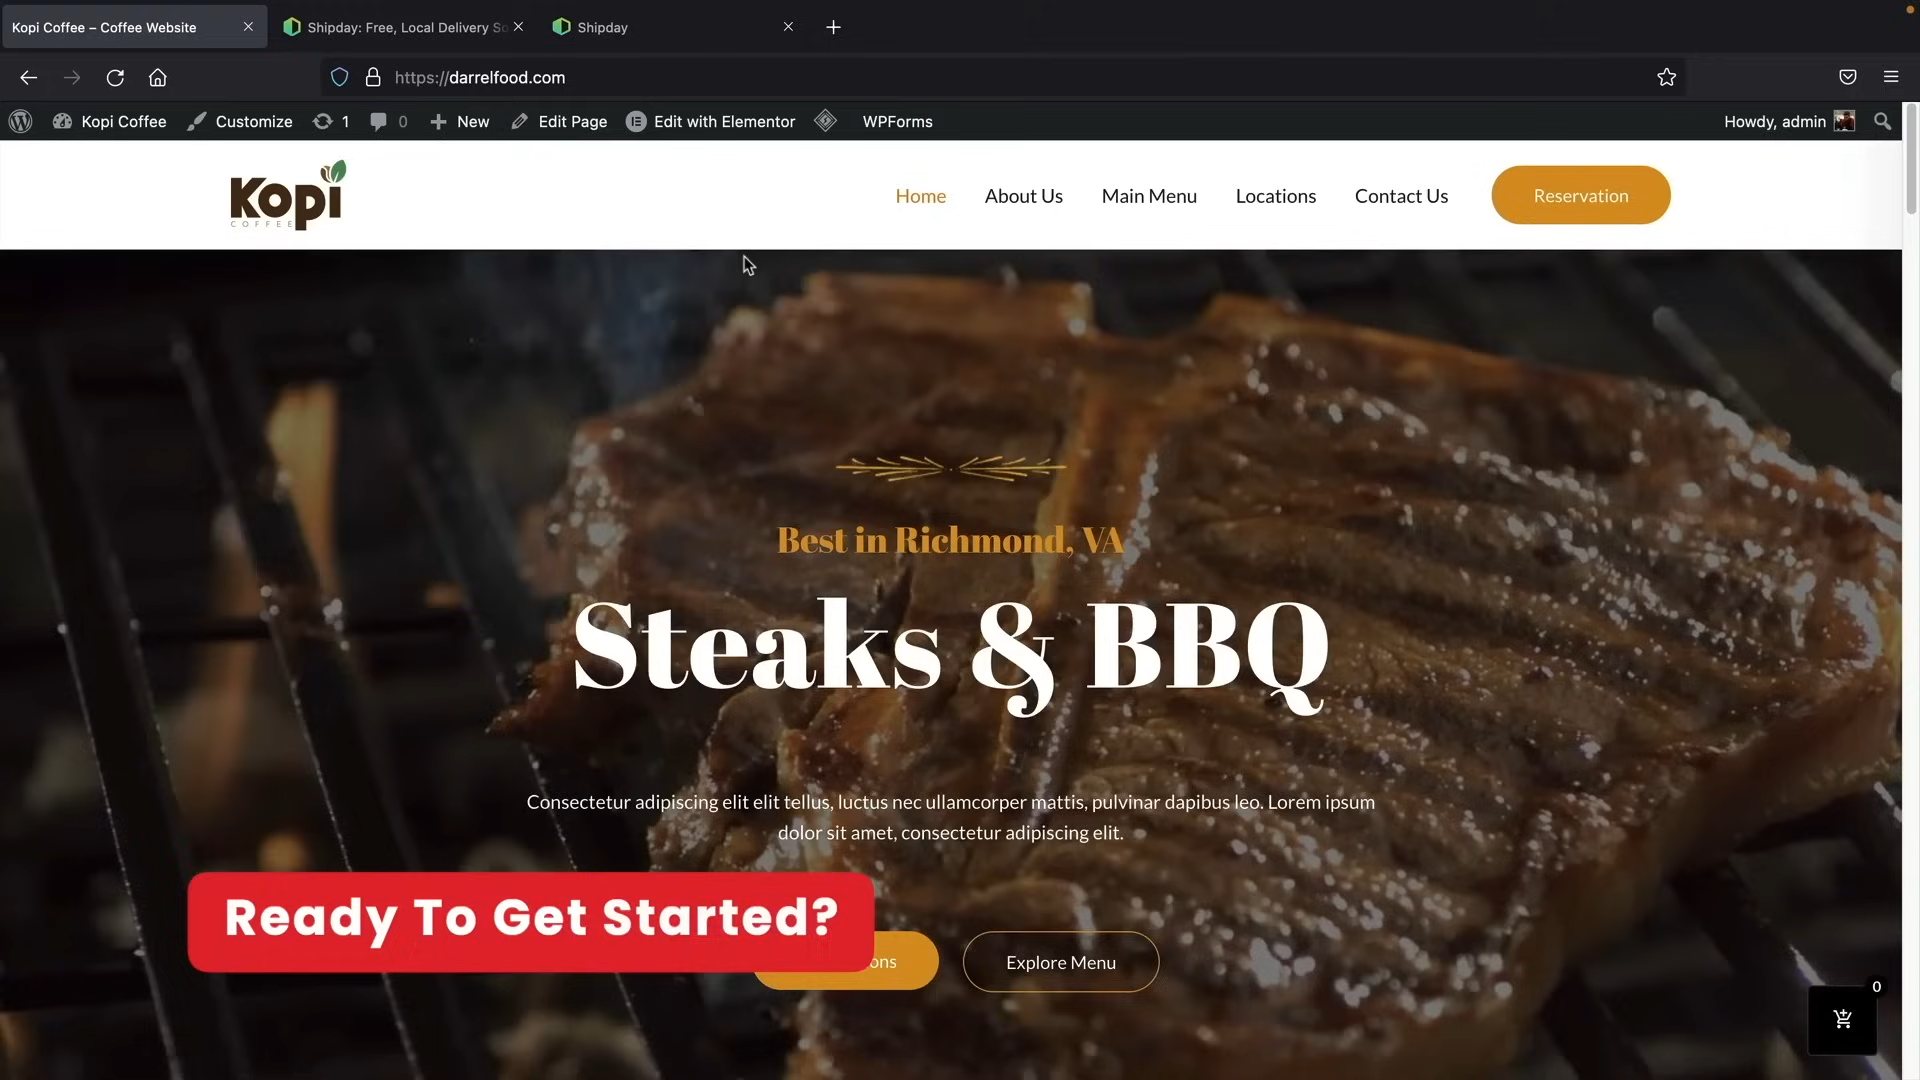 Kopi Coffee – Coffee Website
Shipday: Free, Local Delivery So
Shipday
https://darrelfood.com
Kopi Coffee
Customize
1
0
New
Edit Page
Edit with Elementor
WPForms
Howdy, admin
Kopi
COFFEE
Home
About Us
Main Menu
Locations
Contact Us
Reservation
Best in Richmond, VA
Steaks & BBQ
Consectetur adipiscing elit elit tellus, luctus nec ullamcorper mattis, pulvinar dapibus leo. Lorem ipsum
dolor sit amet, consectetur adipiscing elit.
Ready To Get Started?
ons
Explore Menu
0